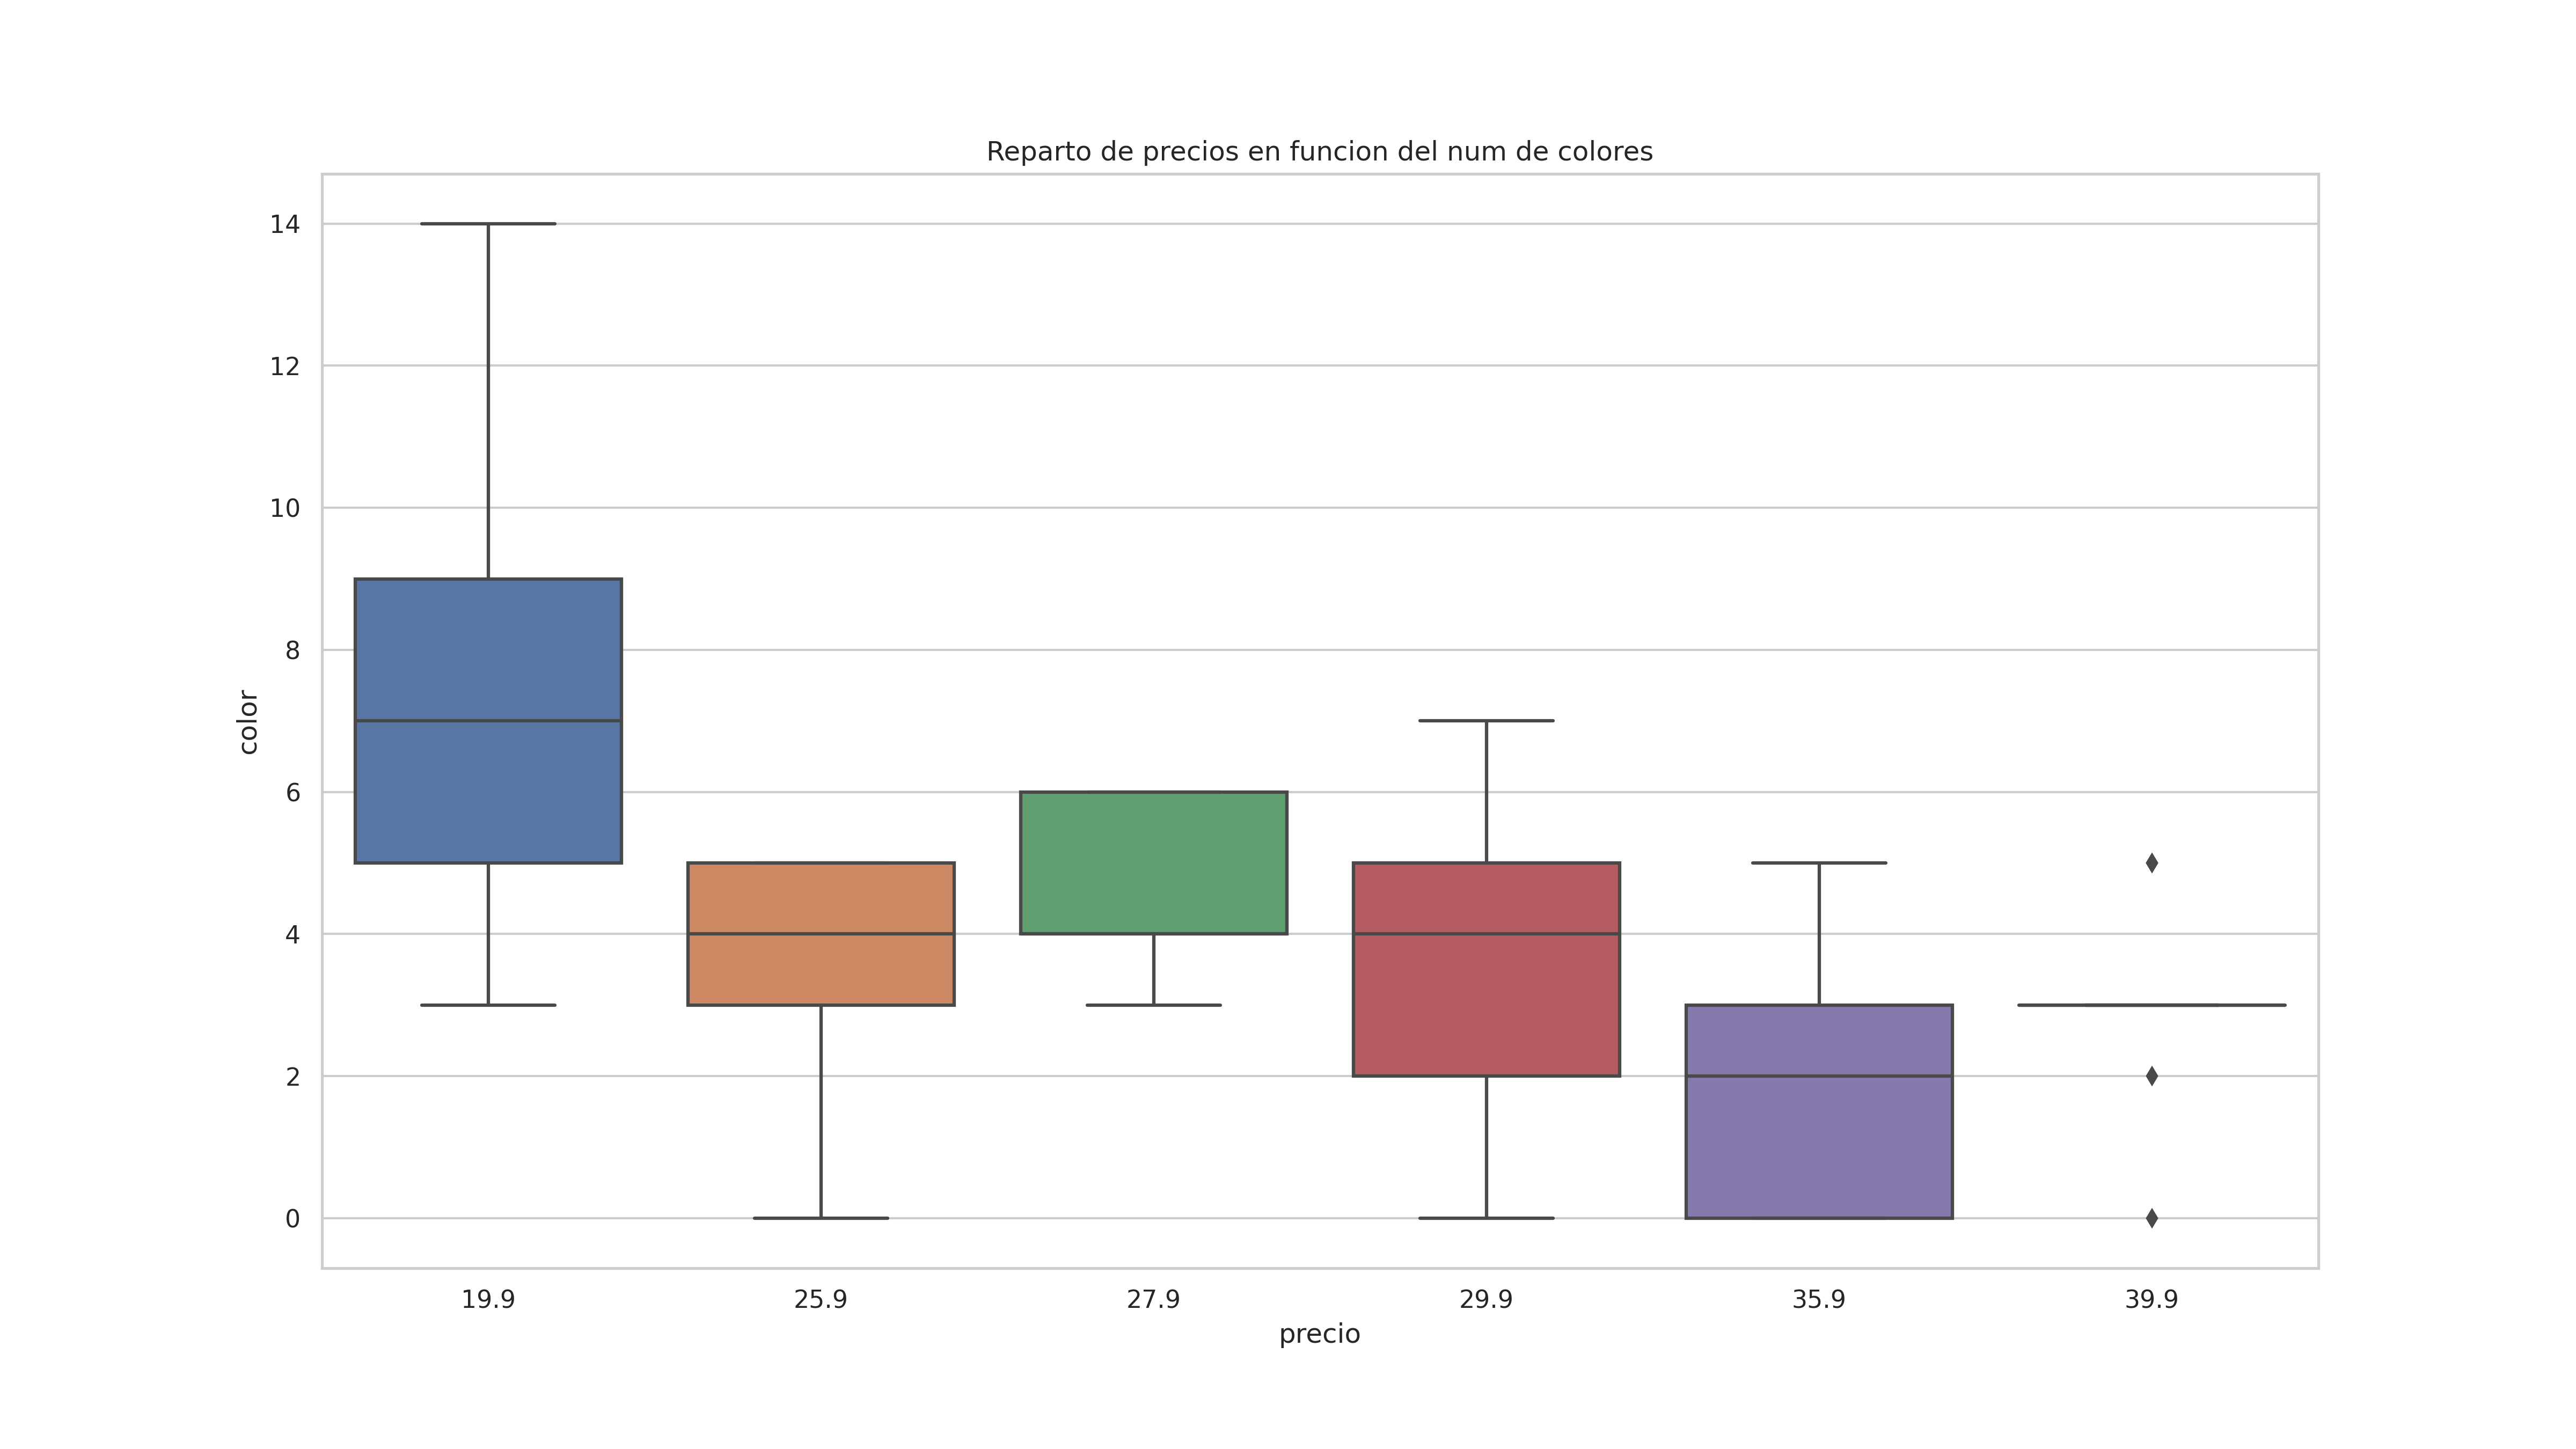 Reparto de precios en funcion del num de colores
14
12
10
8
6
4
2
0
color
19.9 25.9 27.9 29.9 35.9 39.9
precio